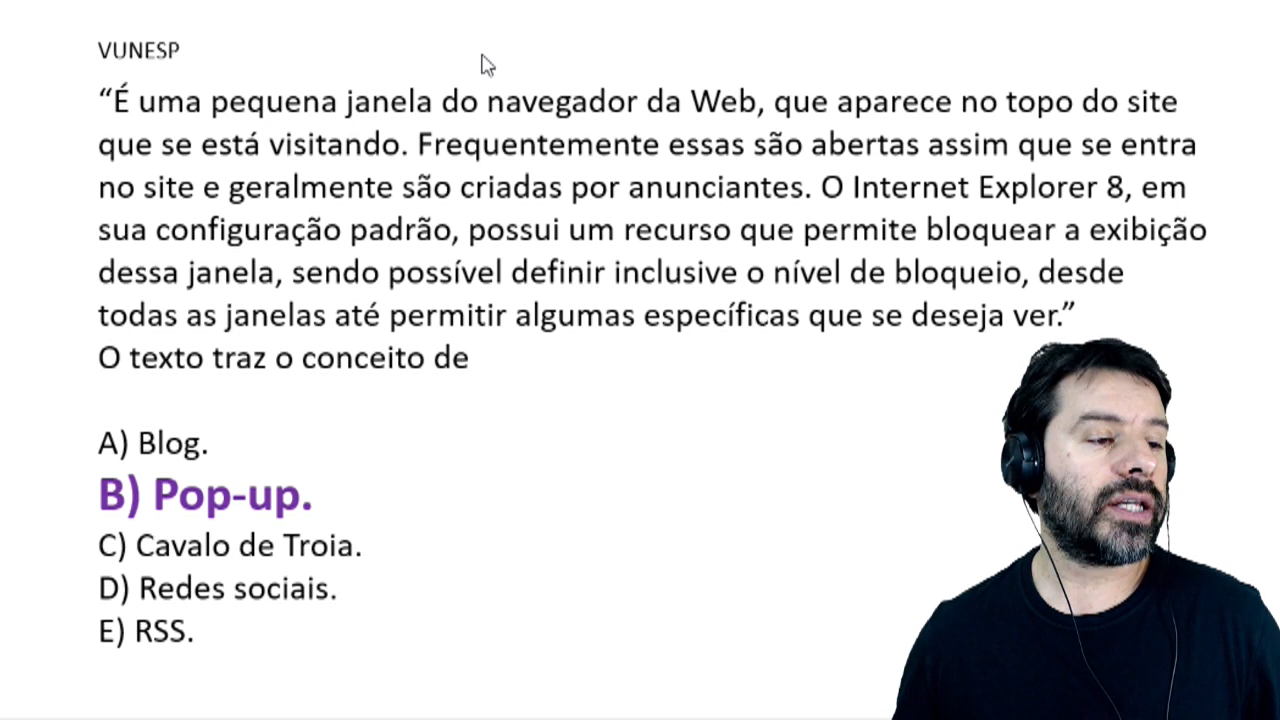 VUNESP
“É uma pequena janela do navegador da Web, que aparece no topo do site
que se está visitando. Frequentemente essas são abertas assim que se entra
no site e geralmente são criadas por anunciantes. O Internet Explorer 8, em
sua configuração padrão, possui um recurso que permite bloquear a exibição
dessa janela, sendo possível definir inclusive o nível de bloqueio, desde
todas as janelas até permitir algumas específicas que se deseja ver.”
O texto traz o conceito de
A) Blog.
B) Pop-up.
C) Cavalo de Troia.
D) Redes sociais.
E) RSS.